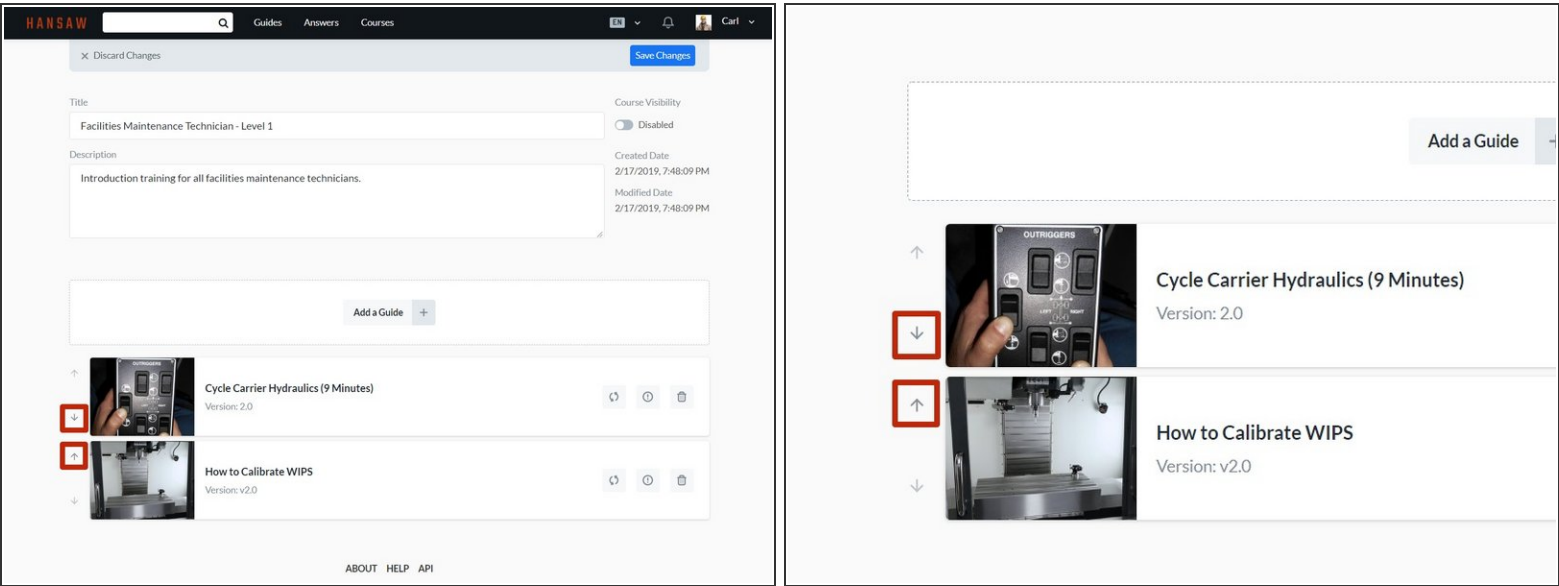 HANSAW Guides Answers Courses EN Carl
Discard Changes Save Changes
Title
Facilities Maintenance Technician - Level 1
Course Visibility
Disabled
Description
Introduction training for all facilities maintenance technicians.
Created Date
2/17/2019, 7:48:09 PM
Modified Date
2/17/2019, 7:48:09 PM
Add a Guide +
OUTRIGGERS
Cycle Carrier Hydraulics (9 Minutes)
Version: 2.0
How to Calibrate WIPS
Version: v2.0
ABOUT HELP API
Add a Guide
OUTRIGGERS
LEFT RIGHT
Cycle Carrier Hydraulics (9 Minutes)
Version: 2.0
How to Calibrate WIPS
Version: v2.0